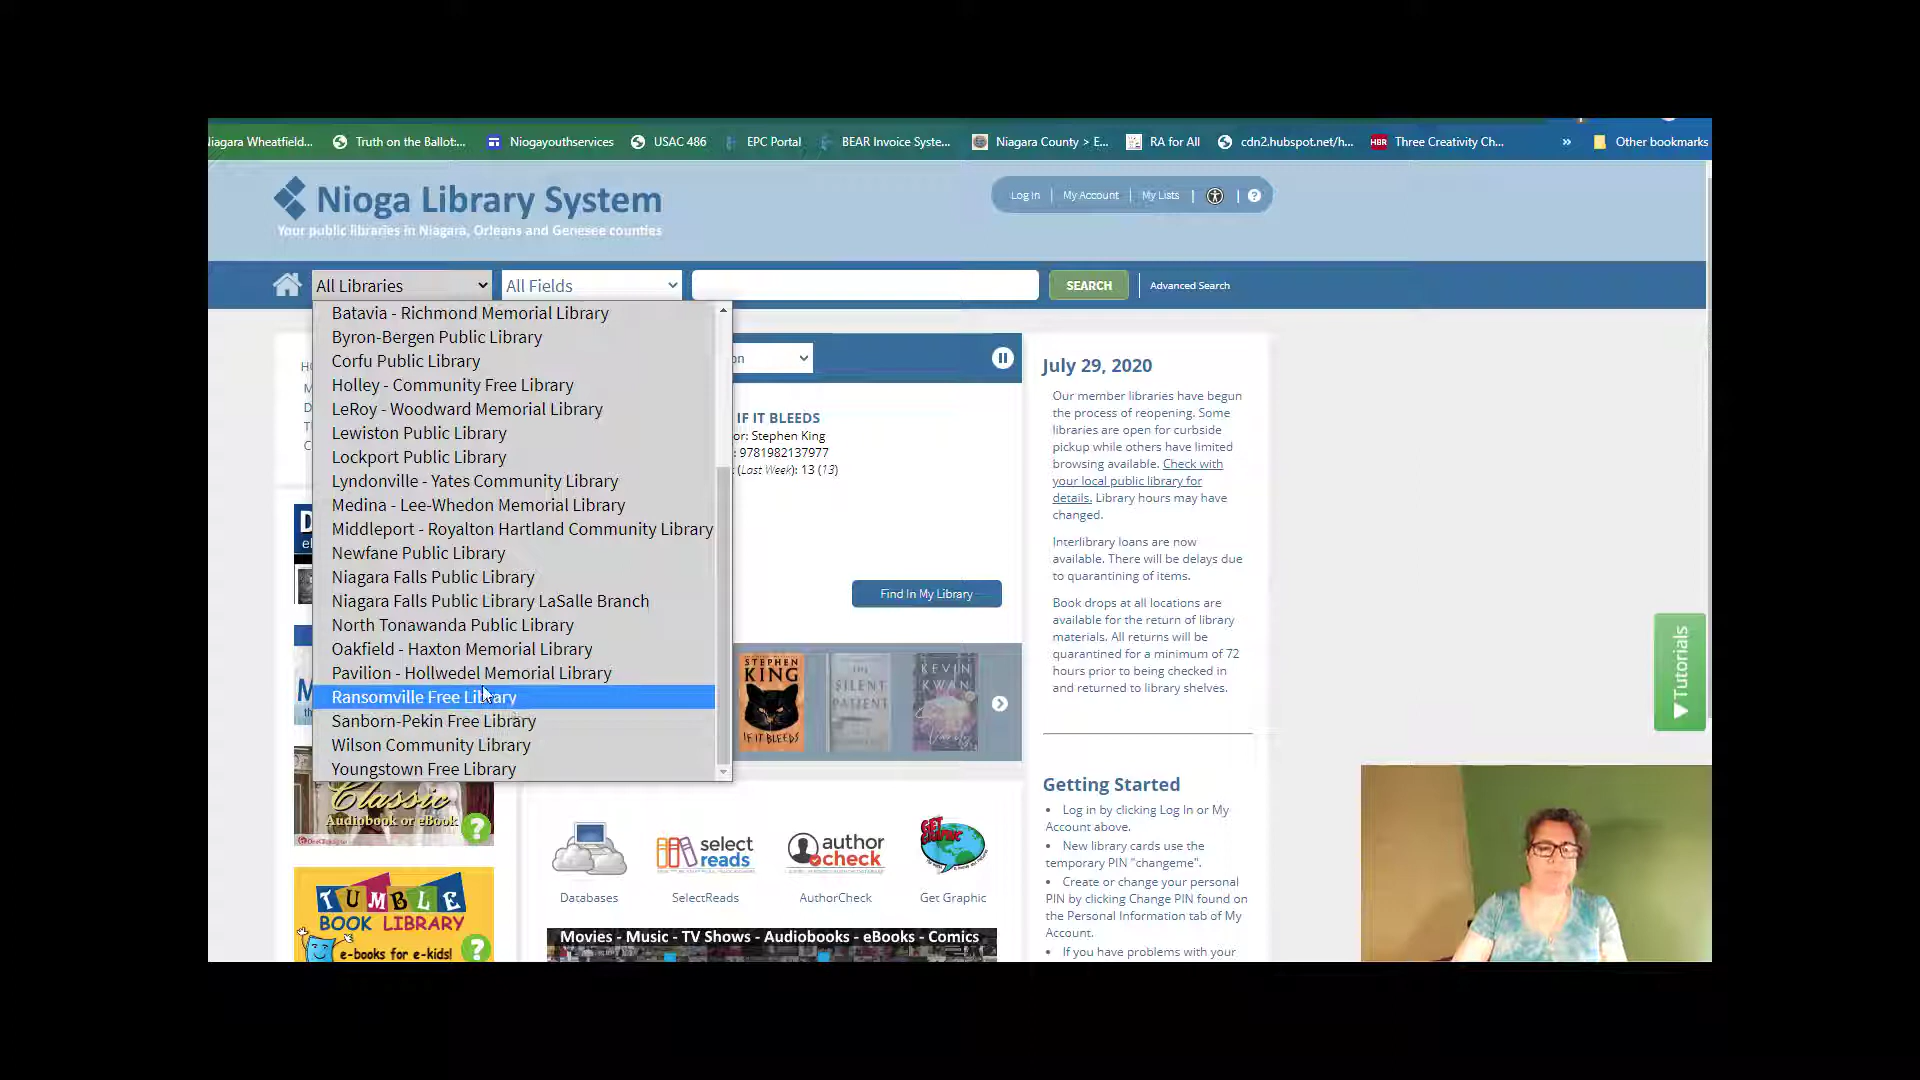 Niagara Wheatfield... Truth on the Ballot:... Niogayouthservices USAC 486 EPC Portal BEAR Invoice Syste... Niagara County > E... RA for All cdn2.hubspot.net/h... HBR Three Creativity Ch... » Other bookmarks
Nioga Library System
Your public libraries in Niagara, Orleans and Genesee counties
Log In | My Account | My Lists | | ?
All Libraries All Fields SEARCH Advanced Search
Batavia - Richmond Memorial Library
Byron-Bergen Public Library
Corfu Public Library
Holley - Community Free Library
LeRoy - Woodward Memorial Library
Lewiston Public Library
Lockport Public Library
Lyndonville - Yates Community Library
Medina - Lee-Whedon Memorial Library
Middleport - Royalton Hartland Community Library
Newfane Public Library
Niagara Falls Public Library
Niagara Falls Public Library LaSalle Branch
North Tonawanda Public Library
Oakfield - Haxton Memorial Library
Pavilion - Hollwedel Memorial Library
Ransomville Free Library
Sanborn-Pekin Free Library
Wilson Community Library
Youngstown Free Library
on
IF IT BLEEDS
or: Stephen King
: 9781982137977
: (Last Week): 13 (13)
Find In My Library
STEPHEN
KING
IF IT BLEEDS
THE
SILENT
PATIENT
KEVIN
KWAN
July 29, 2020
Our member libraries have begun
the process of reopening. Some
libraries are open for curbside
pickup while others have limited
browsing available. Check with
your local public library for
details. Library hours may have
changed.
Interlibrary loans are now
available. There will be delays due
to quarantining of items.
Book drops at all locations are
available for the return of library
materials. All returns will be
quarantined for a minimum of 72
hours prior to being checked in
and returned to library shelves.
Getting Started
• Log in by clicking Log In or My
Account above.
• New library cards use the
temporary PIN "changeme".
• Create or change your personal
PIN by clicking Change PIN found on
the Personal Information tab of My
Account.
• If you have problems with your
Tutorials
Classic
Audiobook or eBook
?
TUMBLE
BOOK LIBRARY
e-books for e-kids!
?
select
reads
author
check
GET
GRAPHIC
Databases SelectReads AuthorCheck Get Graphic
Movies - Music - TV Shows - Audiobooks - eBooks - Comics